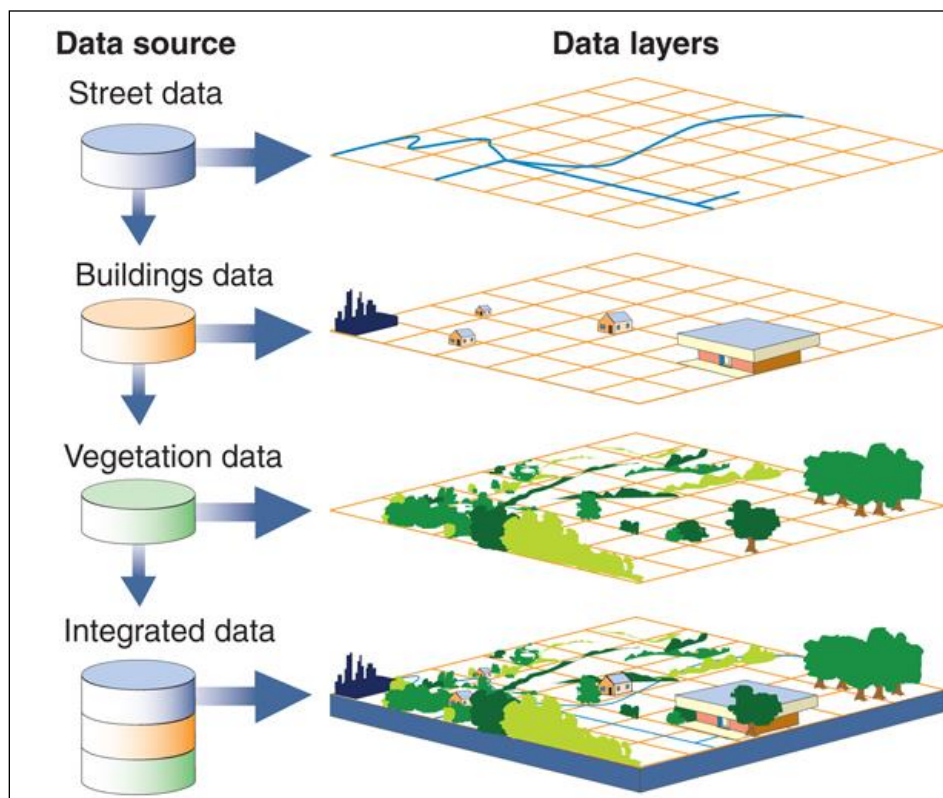 Data source
Data layers
Street data
Buildings data
Vegetation data
Integrated data